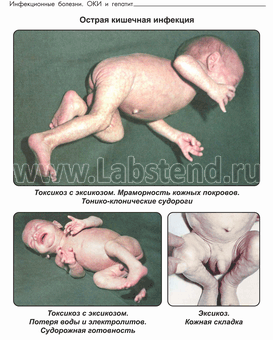 Инфекционные болезни. ОКИ и гепатит
Острая кишечная инфекция
www.Labstend.ru
Токсикоз с эксикозом. Мраморность кожных покровов.
Тонико-клонические судороги
Токсикоз с эксикозом.
Потеря воды и электролитов.
Судорожная готовность
Эксикоз.
Кожная складка